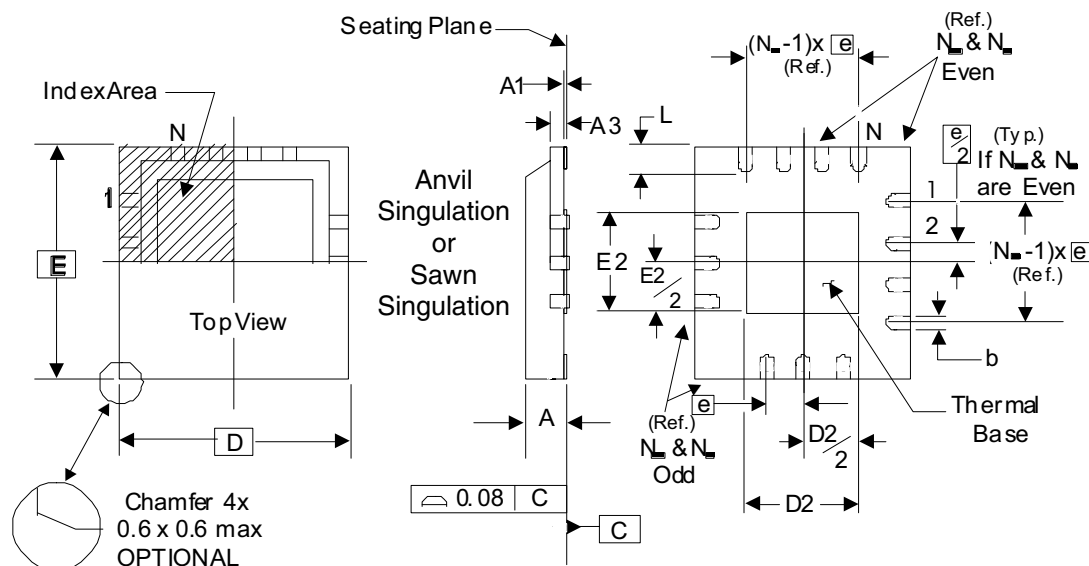 Seating Plane
Index Area
N
1
E
Top View
D
Chamfer 4x
0.6 x 0.6 max
OPTIONAL
A1
A3
L
Anvil
Singulation
or
Sawn
Singulation
A
0.08 C
C
(Ref.)
N & N
Even
(N -1)x e
(Ref.)
N
e
2
(Typ.)
If N & N
are Even
1
2
(N -1)x e
(Ref.)
E2
E2
2
b
e
(Ref.)
N & N
Odd
D2
2
D2
Thermal
Base